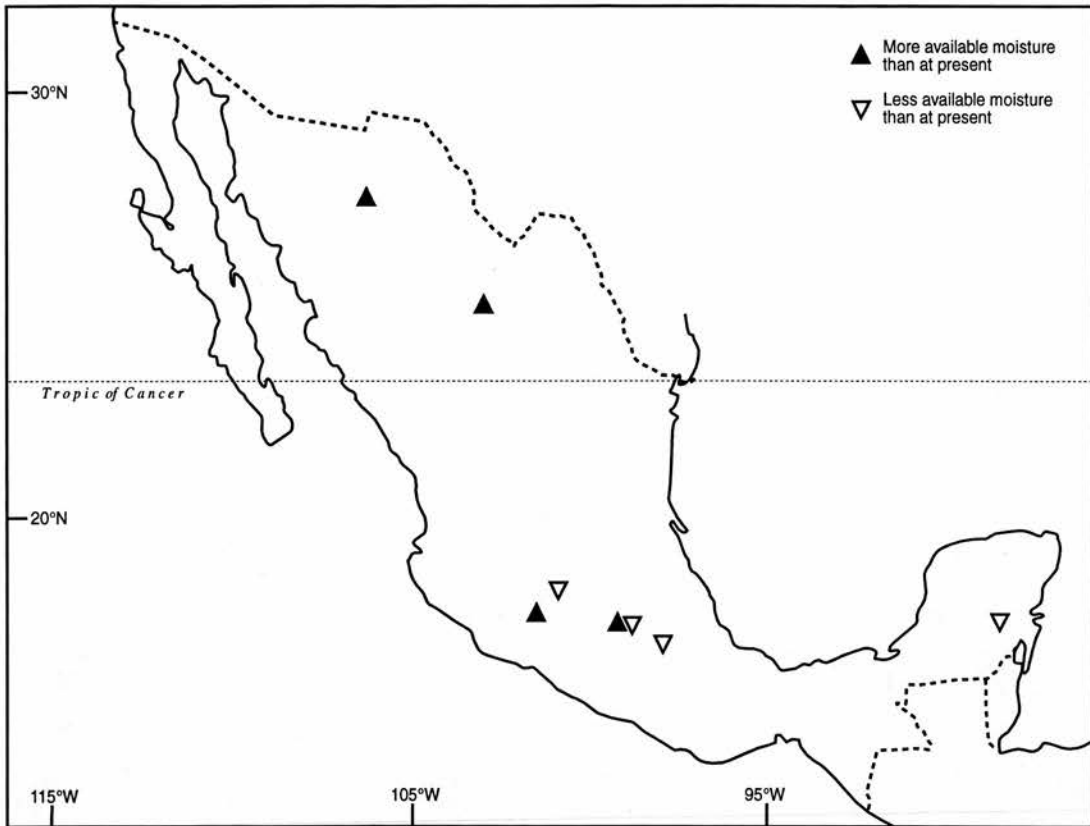 More available moisture
than at present
30°N
Less available moisture
than at present
Tropic of Cancer
20°N
115°W
105°W
95°W